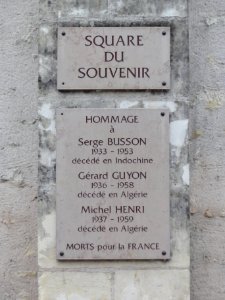 SQUARE
DU
SOUVENIR
HOMMAGE
à
Serge BUSSON
1933 - 1953
décédé en Indochine
Gérard GUYON
1936 - 1958
décédé en Algérie
Michel HENRI
1937 - 1959
décédé en Algérie
MORTS pour la FRANCE